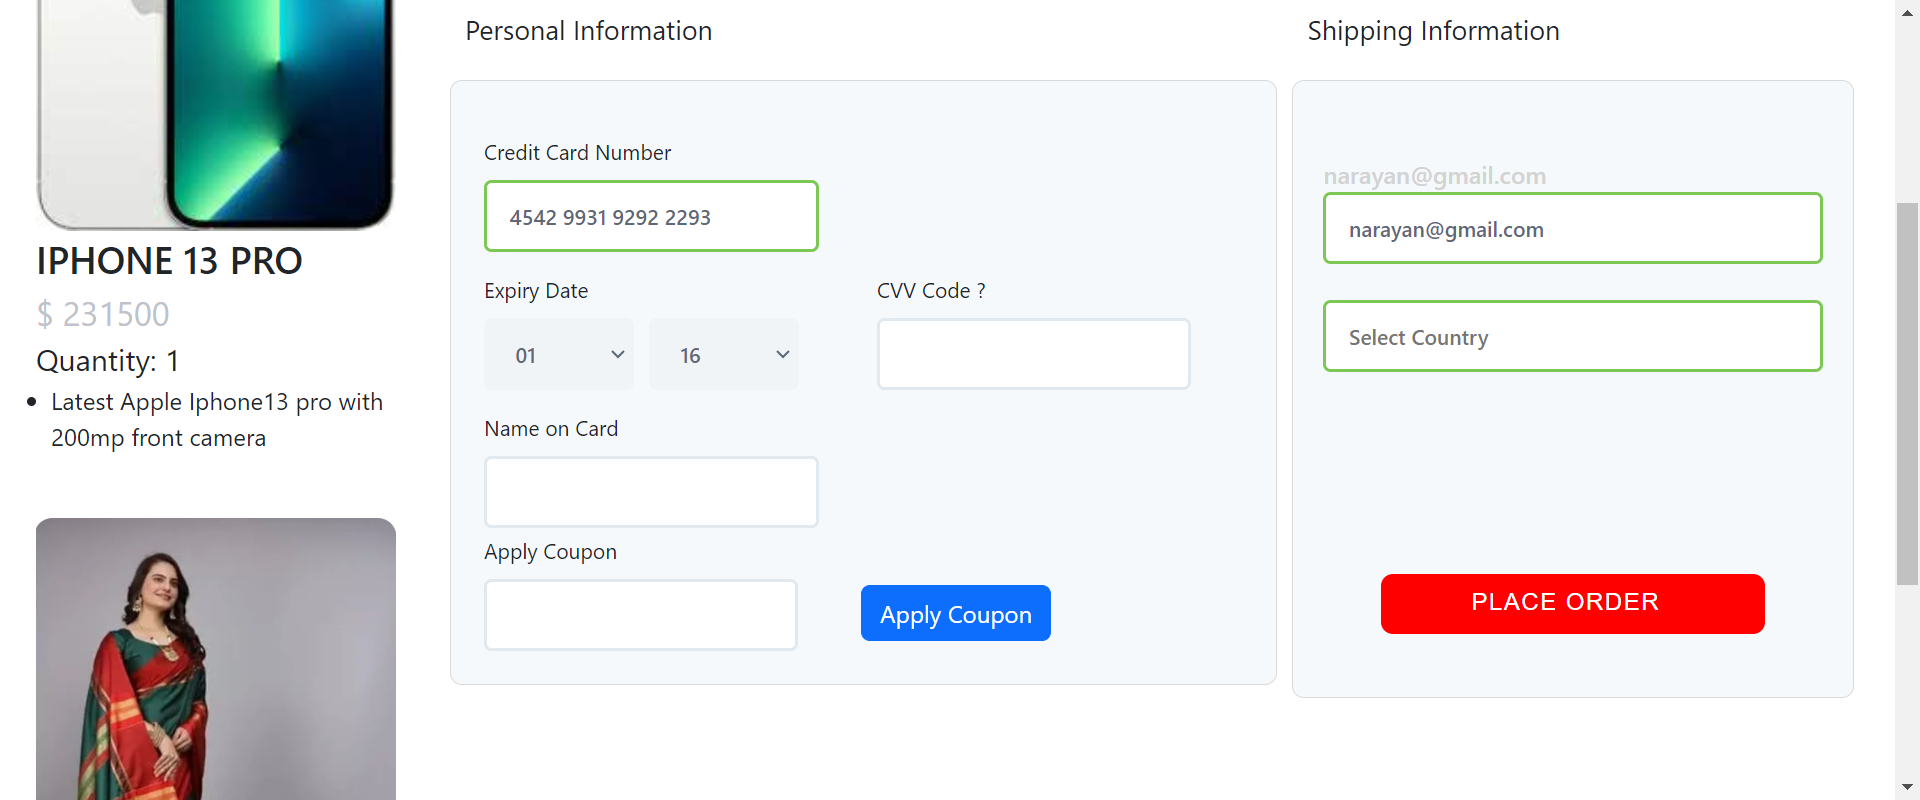 IPHONE 13 PRO
$ 231500
Quantity: 1
Latest Apple Iphone13 pro with
200mp front camera
Personal Information
Credit Card Number
4542 9931 9292 2293
Expiry Date
CVV Code ?
01
16
Name on Card
Apply Coupon
Apply Coupon
Shipping Information
narayan@gmail.com
narayan@gmail.com
Select Country
PLACE ORDER